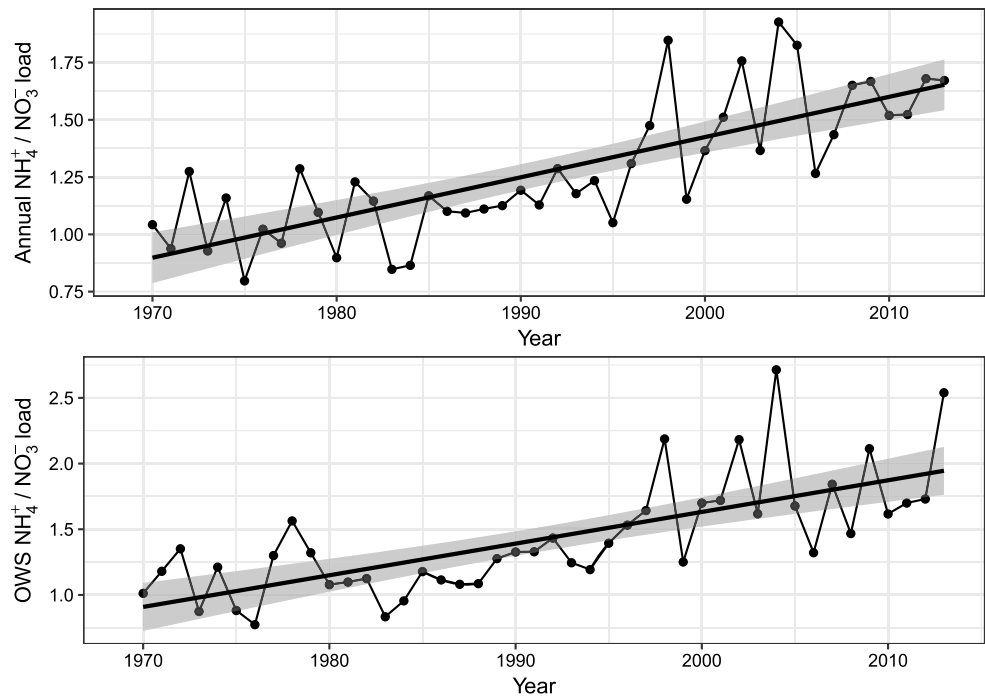 Annual NH₄⁺ / NO₃⁻ load
1.75
1.50
1.25
1.00
0.75
1970 1980 1990 2000 2010
Year
OWS NH₄⁺ / NO₃⁻ load
2.5
2.0
1.5
1.0
1970 1980 1990 2000 2010
Year